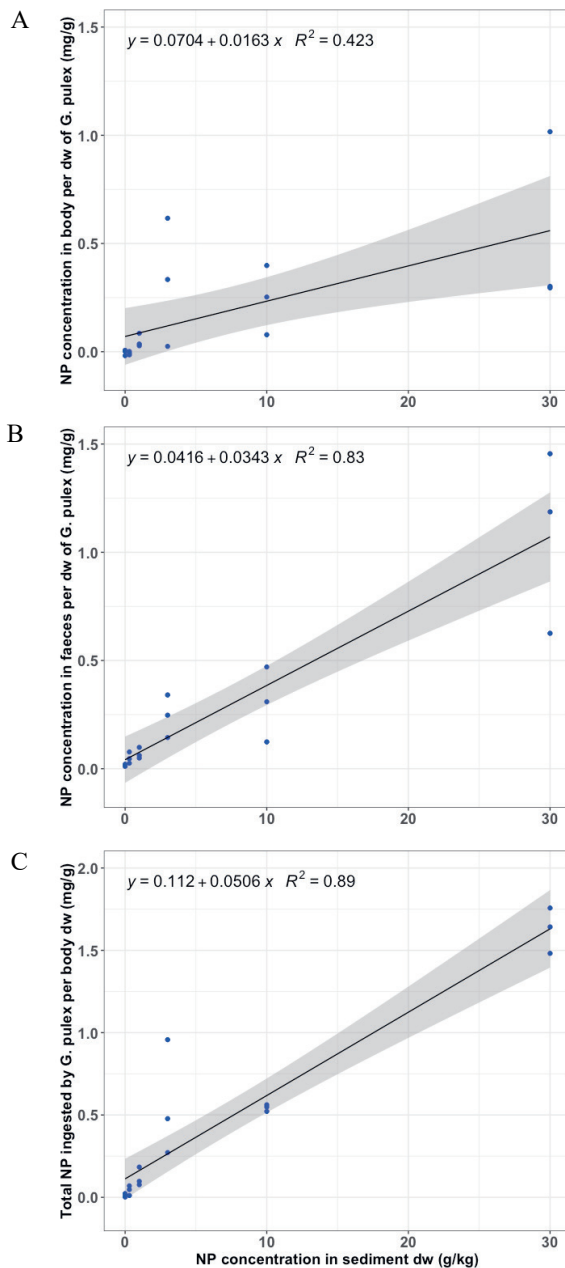 A
y = 0.0704 + 0.0163 x R² = 0.423
NP concentration in body per dw of G. pulex (mg/g)
1.5
1.0
0.5
0.0
0 10 20 30
B
y = 0.0416 + 0.0343 x R² = 0.83
NP concentration in faeces per dw of G. pulex (mg/g)
1.5
1.0
0.5
0.0
0 10 20 30
C
y = 0.112 + 0.0506 x R² = 0.89
Total NP ingested by G. pulex per body dw (mg/g)
2.0
1.5
1.0
0.5
0.0
0 10 20 30
NP concentration in sediment dw (g/kg)